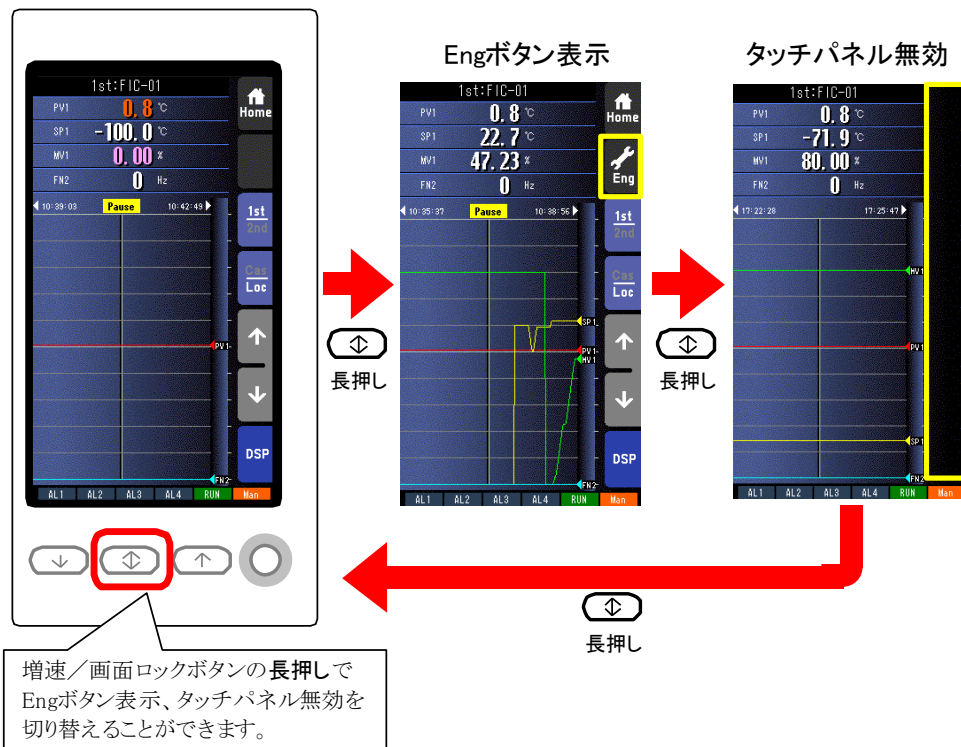 1st:FIC-01
PV1 0.8 ℃
SP1 -100.0 ℃
MV1 0.00 %
FN2 0 Hz
10:39:03 Pause 10:42:49
PV1
FN2
AL1 AL2 AL3 AL4 RUN Man
Home
1st
2nd
Cas
Loc
↑
↓
DSP
↓ ↕ ↑
増速／画面ロックボタンの長押しで
Engボタン表示、タッチパネル無効を
切り替えることができます。
↕
長押し
Engボタン表示
1st:FIC-01
PV1 0.8 ℃
SP1 22.7 ℃
MV1 47.23 %
FN2 0 Hz
10:35:37 Pause 10:38:56
SP1
PV1
MV1
FN2
AL1 AL2 AL3 AL4 RUN Man
Home
Eng
1st
2nd
Cas
Loc
↑
↓
DSP
↕
長押し
タッチパネル無効
1st:FIC-01
PV1 0.8 ℃
SP1 -71.9 ℃
MV1 80.00 %
FN2 0 Hz
17:22:28 17:25:47
MV1
PV1
SP1
FN2
AL1 AL2 AL3 AL4 RUN Man
↕
長押し